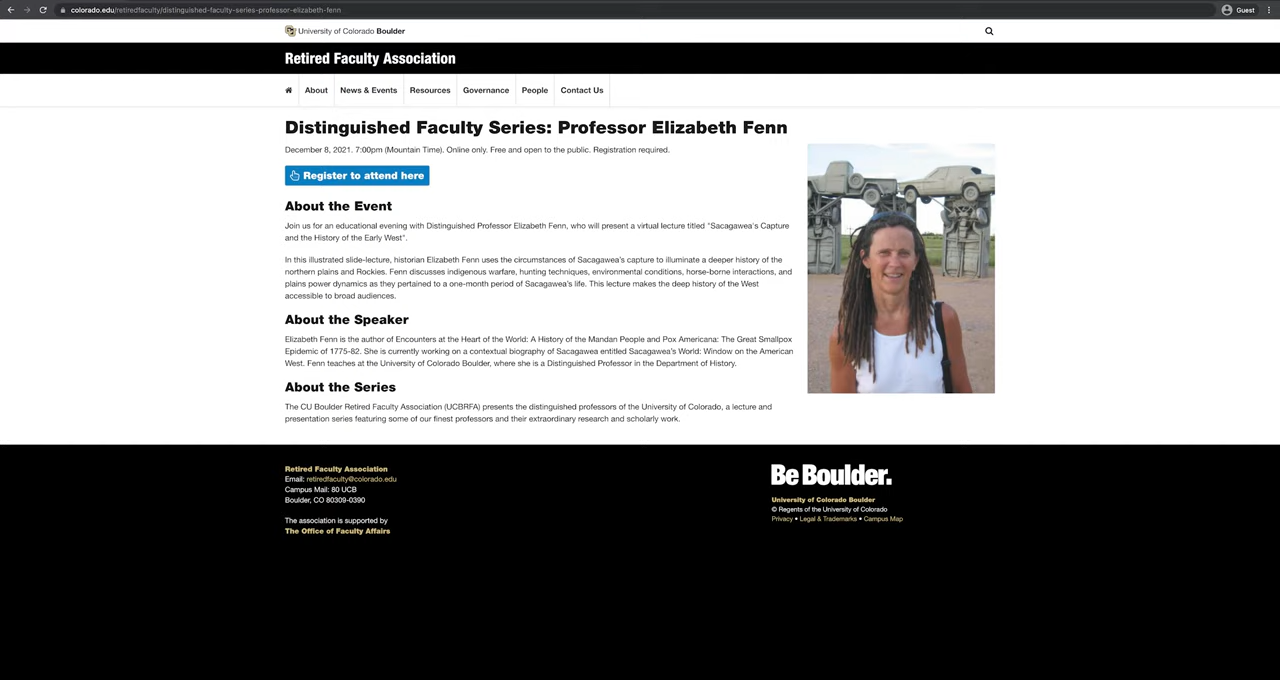 colorado.edu/retiredfaculty/distinguished-faculty-series-professor-elizabeth-fenn
Guest
University of Colorado Boulder
Retired Faculty Association
About
News & Events
Resources
Governance
People
Contact Us
Distinguished Faculty Series: Professor Elizabeth Fenn
December 8, 2021. 7:00pm (Mountain Time). Online only. Free and open to the public. Registration required.
Register to attend here
About the Event
Join us for an educational evening with Distinguished Professor Elizabeth Fenn, who will present a virtual lecture titled "Sacagawea's Capture
and the History of the Early West".
In this illustrated slide-lecture, historian Elizabeth Fenn uses the circumstances of Sacagawea's capture to illuminate a deeper history of the
northern plains and Rockies. Fenn discusses indigenous warfare, hunting techniques, environmental conditions, horse-borne interactions, and
plains power dynamics as they pertained to a one-month period of Sacagawea's life. This lecture makes the deep history of the West
accessible to broad audiences.
About the Speaker
Elizabeth Fenn is the author of Encounters at the Heart of the World: A History of the Mandan People and Pox Americana: The Great Smallpox
Epidemic of 1775-82. She is currently working on a contextual biography of Sacagawea entitled Sacagawea's World: Window on the American
West. Fenn teaches at the University of Colorado Boulder, where she is a Distinguished Professor in the Department of History.
About the Series
The CU Boulder Retired Faculty Association (UCBRFA) presents the distinguished professors of the University of Colorado, a lecture and
presentation series featuring some of our finest professors and their extraordinary research and scholarly work.
Retired Faculty Association
Email: retiredfaculty@colorado.edu
Campus Mail: 80 UCB
Boulder, CO 80309-0390
The association is supported by
The Office of Faculty Affairs
Be Boulder.
University of Colorado Boulder
© Regents of the University of Colorado
Privacy • Legal & Trademarks • Campus Map